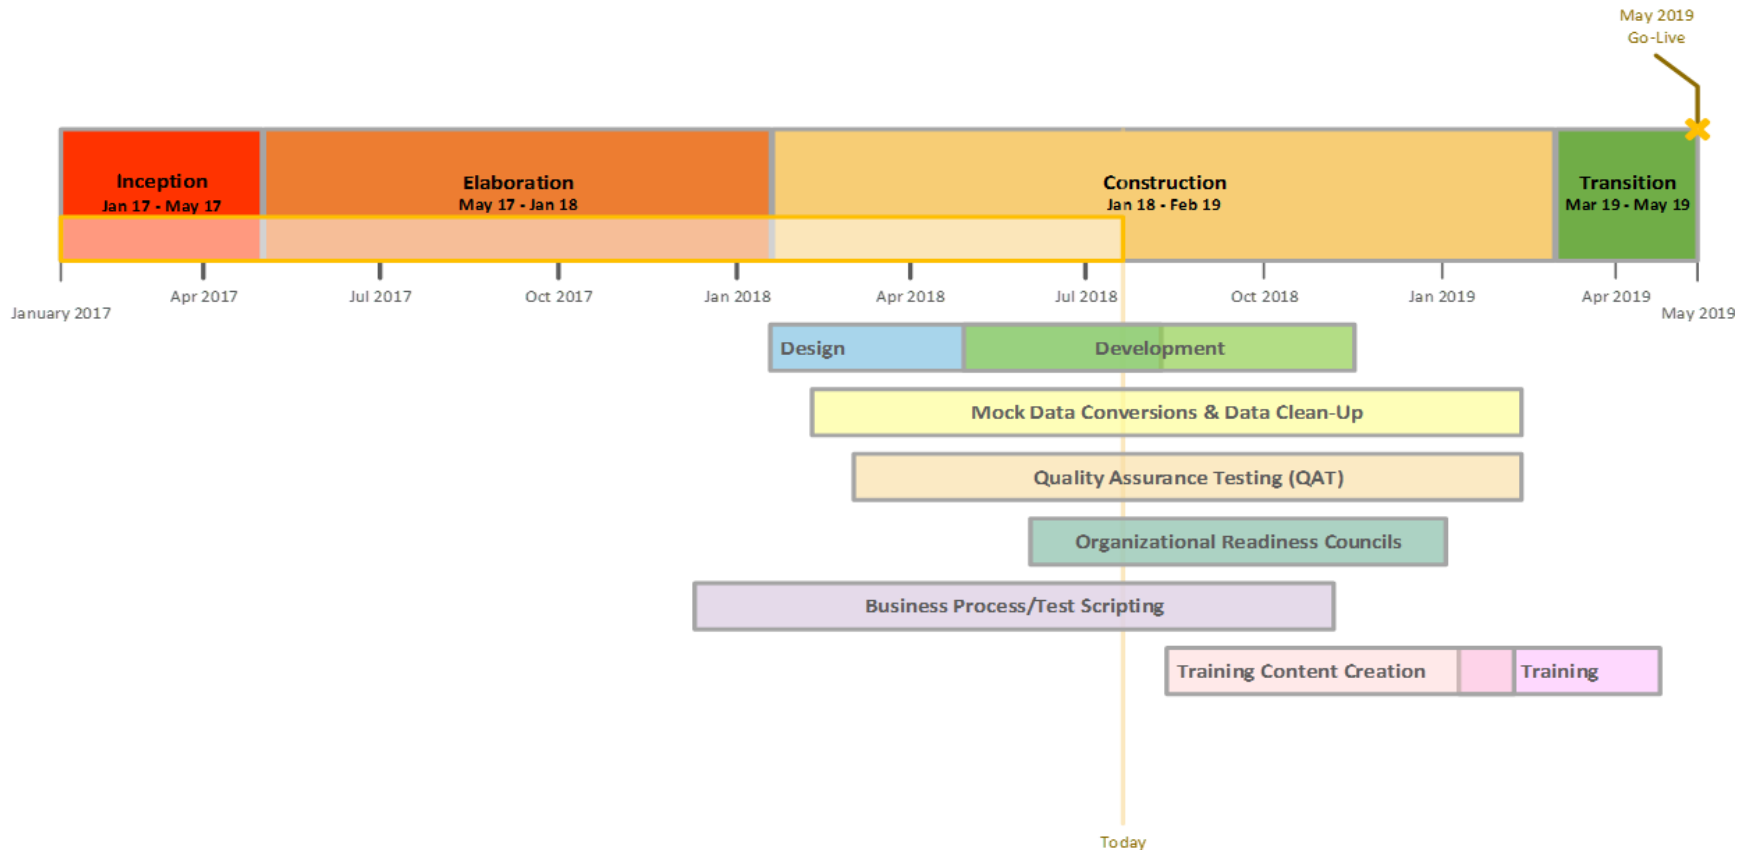 May 2019
Go-Live
Inception
Jan 17 - May 17
Elaboration
May 17 - Jan 18
Construction
Jan 18 - Feb 19
Transition
Mar 19 - May 19
January 2017
Apr 2017
Jul 2017
Oct 2017
Jan 2018
Apr 2018
Jul 2018
Oct 2018
Jan 2019
Apr 2019
May 2019
Design
Development
Mock Data Conversions & Data Clean-Up
Quality Assurance Testing (QAT)
Organizational Readiness Councils
Business Process/Test Scripting
Training Content Creation
Training
Today